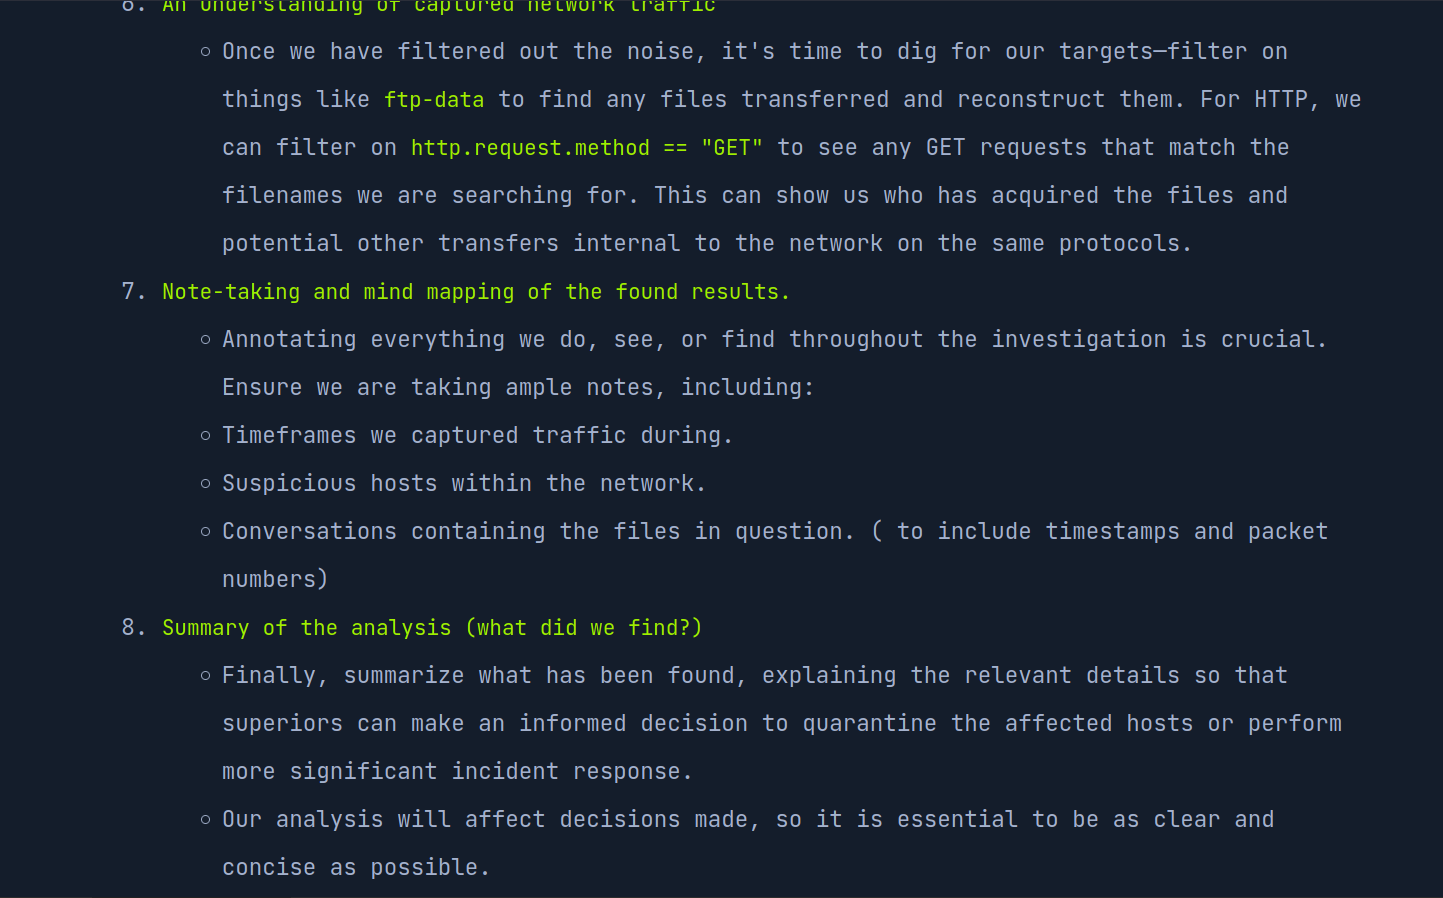 6. An understanding of captured network traffic
○ Once we have filtered out the noise, it's time to dig for our targets—filter on
things like ftp-data to find any files transferred and reconstruct them. For HTTP, we
can filter on http.request.method == "GET" to see any GET requests that match the
filenames we are searching for. This can show us who has acquired the files and
potential other transfers internal to the network on the same protocols.
7. Note-taking and mind mapping of the found results.
○ Annotating everything we do, see, or find throughout the investigation is crucial.
Ensure we are taking ample notes, including:
○ Timeframes we captured traffic during.
○ Suspicious hosts within the network.
○ Conversations containing the files in question. ( to include timestamps and packet
numbers)
8. Summary of the analysis (what did we find?)
○ Finally, summarize what has been found, explaining the relevant details so that
superiors can make an informed decision to quarantine the affected hosts or perform
more significant incident response.
○ Our analysis will affect decisions made, so it is essential to be as clear and
concise as possible.